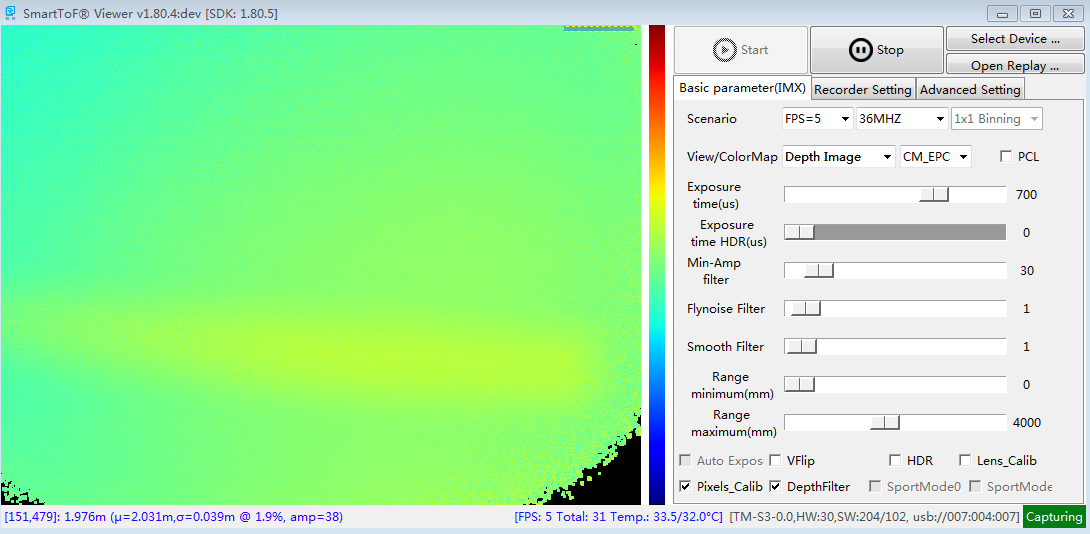 SmartToF® Viewer v1.80.4:dev [SDK: 1.80.5]
Start
Stop
Select Device ...
Open Replay ...
Basic parameter(IMX)
Recorder Setting
Advanced Setting
Scenario
FPS=5
36MHZ
1x1 Binning
View/ColorMap
Depth Image
CM_EPC
PCL
Exposure
time(us)
700
Exposure
time HDR(us)
0
Min-Amp
filter
30
Flynoise Filter
1
Smooth Filter
1
Range
minimum(mm)
0
Range
maximum(mm)
4000
Auto Expos
VFlip
HDR
Lens_Calib
Pixels_Calib
DepthFilter
SportMode0
SportMode
[151,479]: 1.976m (μ=2.031m,σ=0.039m @ 1.9%, amp=38)
[FPS: 5 Total: 31 Temp.: 33.5/32.0°C]
[TM-S3-0.0,HW:30,SW:204/102, usb://007:004:007]
Capturing